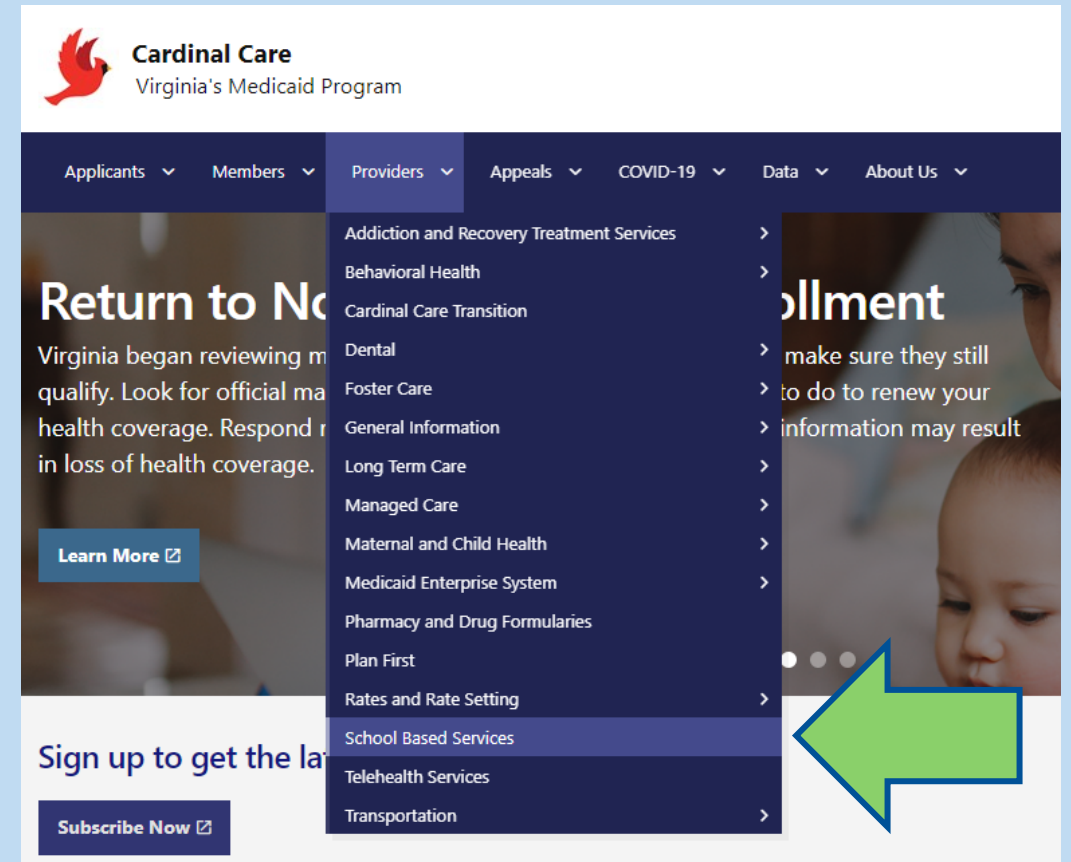 Cardinal Care
Virginia's Medicaid Program
Applicants Members Providers Appeals COVID-19 Data About Us
Addiction and Recovery Treatment Services
Behavioral Health
Cardinal Care Transition
Dental
Foster Care
General Information
Long Term Care
Managed Care
Maternal and Child Health
Medicaid Enterprise System
Pharmacy and Drug Formularies
Plan First
Rates and Rate Setting
School Based Services
Telehealth Services
Transportation
Return to
Virginia began reviewing make sure they still
qualify. Look for official to do to renew your
health coverage. Respond information may result
in loss of health coverage.
Learn More
Sign up to get the
Subscribe Now